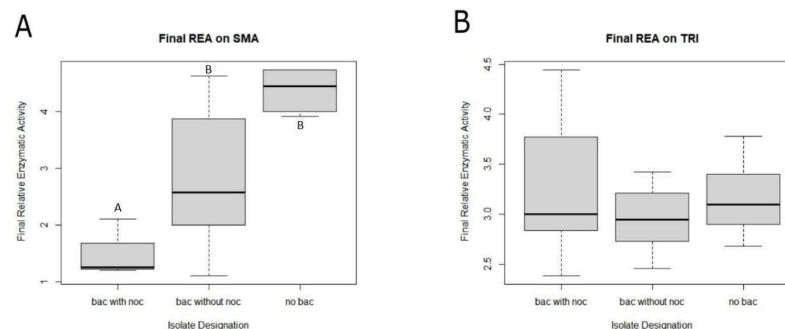 A
Final REA on SMA
Final Relative Enzymatic Activity
4
3
2
1
A
B
B
bac with noc
bac without noc
no bac
Isolate Designation
B
Final REA on TRI
Final Relative Enzymatic Activity
4.5
4.0
3.5
3.0
2.5
bac with noc
bac without noc
no bac
Isolate Designation